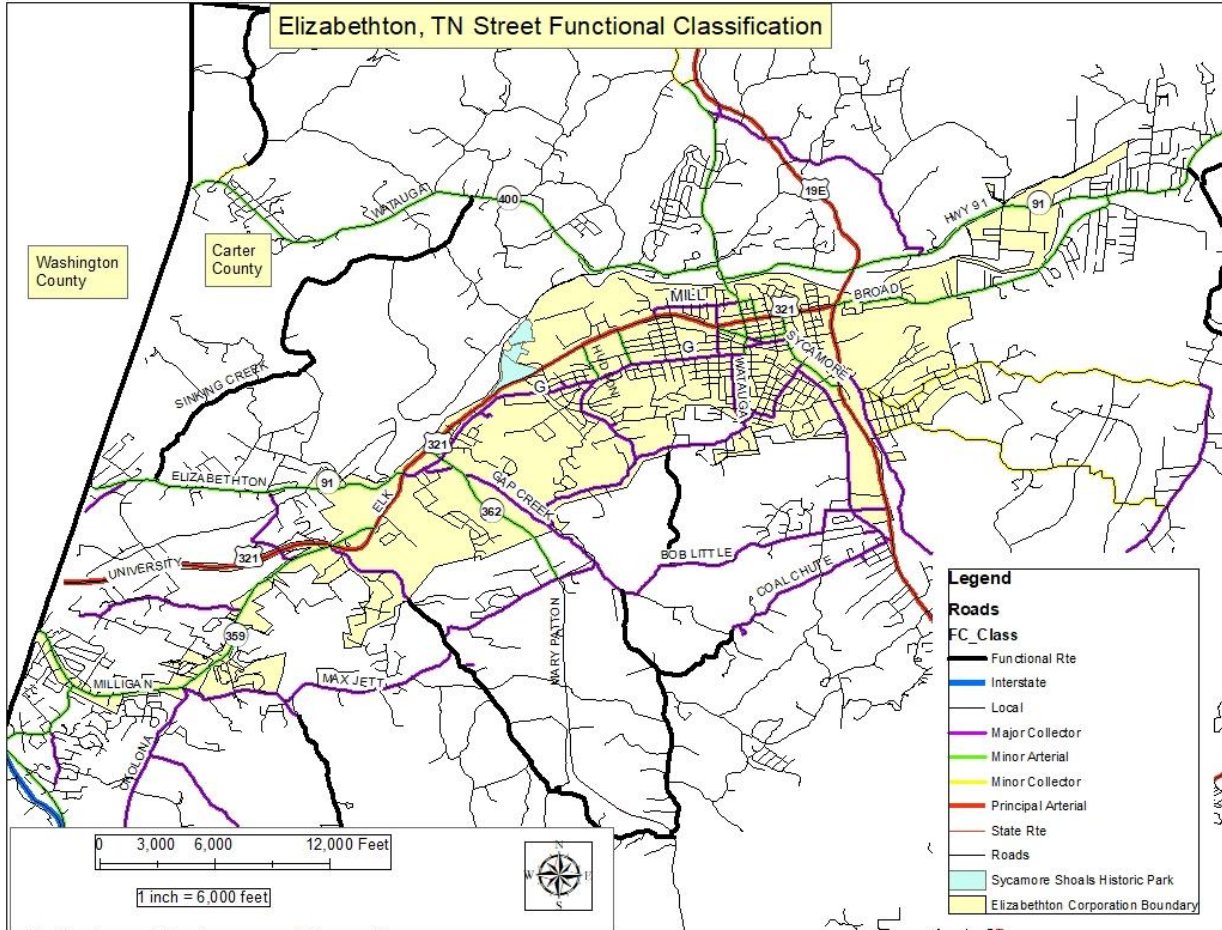 Elizabethton, TN Street Functional Classification
19E
WATAUGA
400
HWY 91
91
Washington
County
Carter
County
MILL
321
BROAD
HUDSON
G
SYCAMORE
WATAUGA
G
SINKING CREEK
321
ELIZABETHTON
91
ELK
GAP CREEK
362
UNIVERSITY
321
BOB LITTLE
COAL CHUTE
359
MARY PATTON
MILLIGAN
MAX JETT
OKOLONA
Legend
Roads
FC_Class
Functional Rte
Interstate
Local
Major Collector
Minor Arterial
Minor Collector
Principal Arterial
State Rte
Roads
Sycamore Shoals Historic Park
Elizabethton Corporation Boundary
0 3,000 6,000 12,000 Feet
1 inch = 6,000 feet
N
W E
S